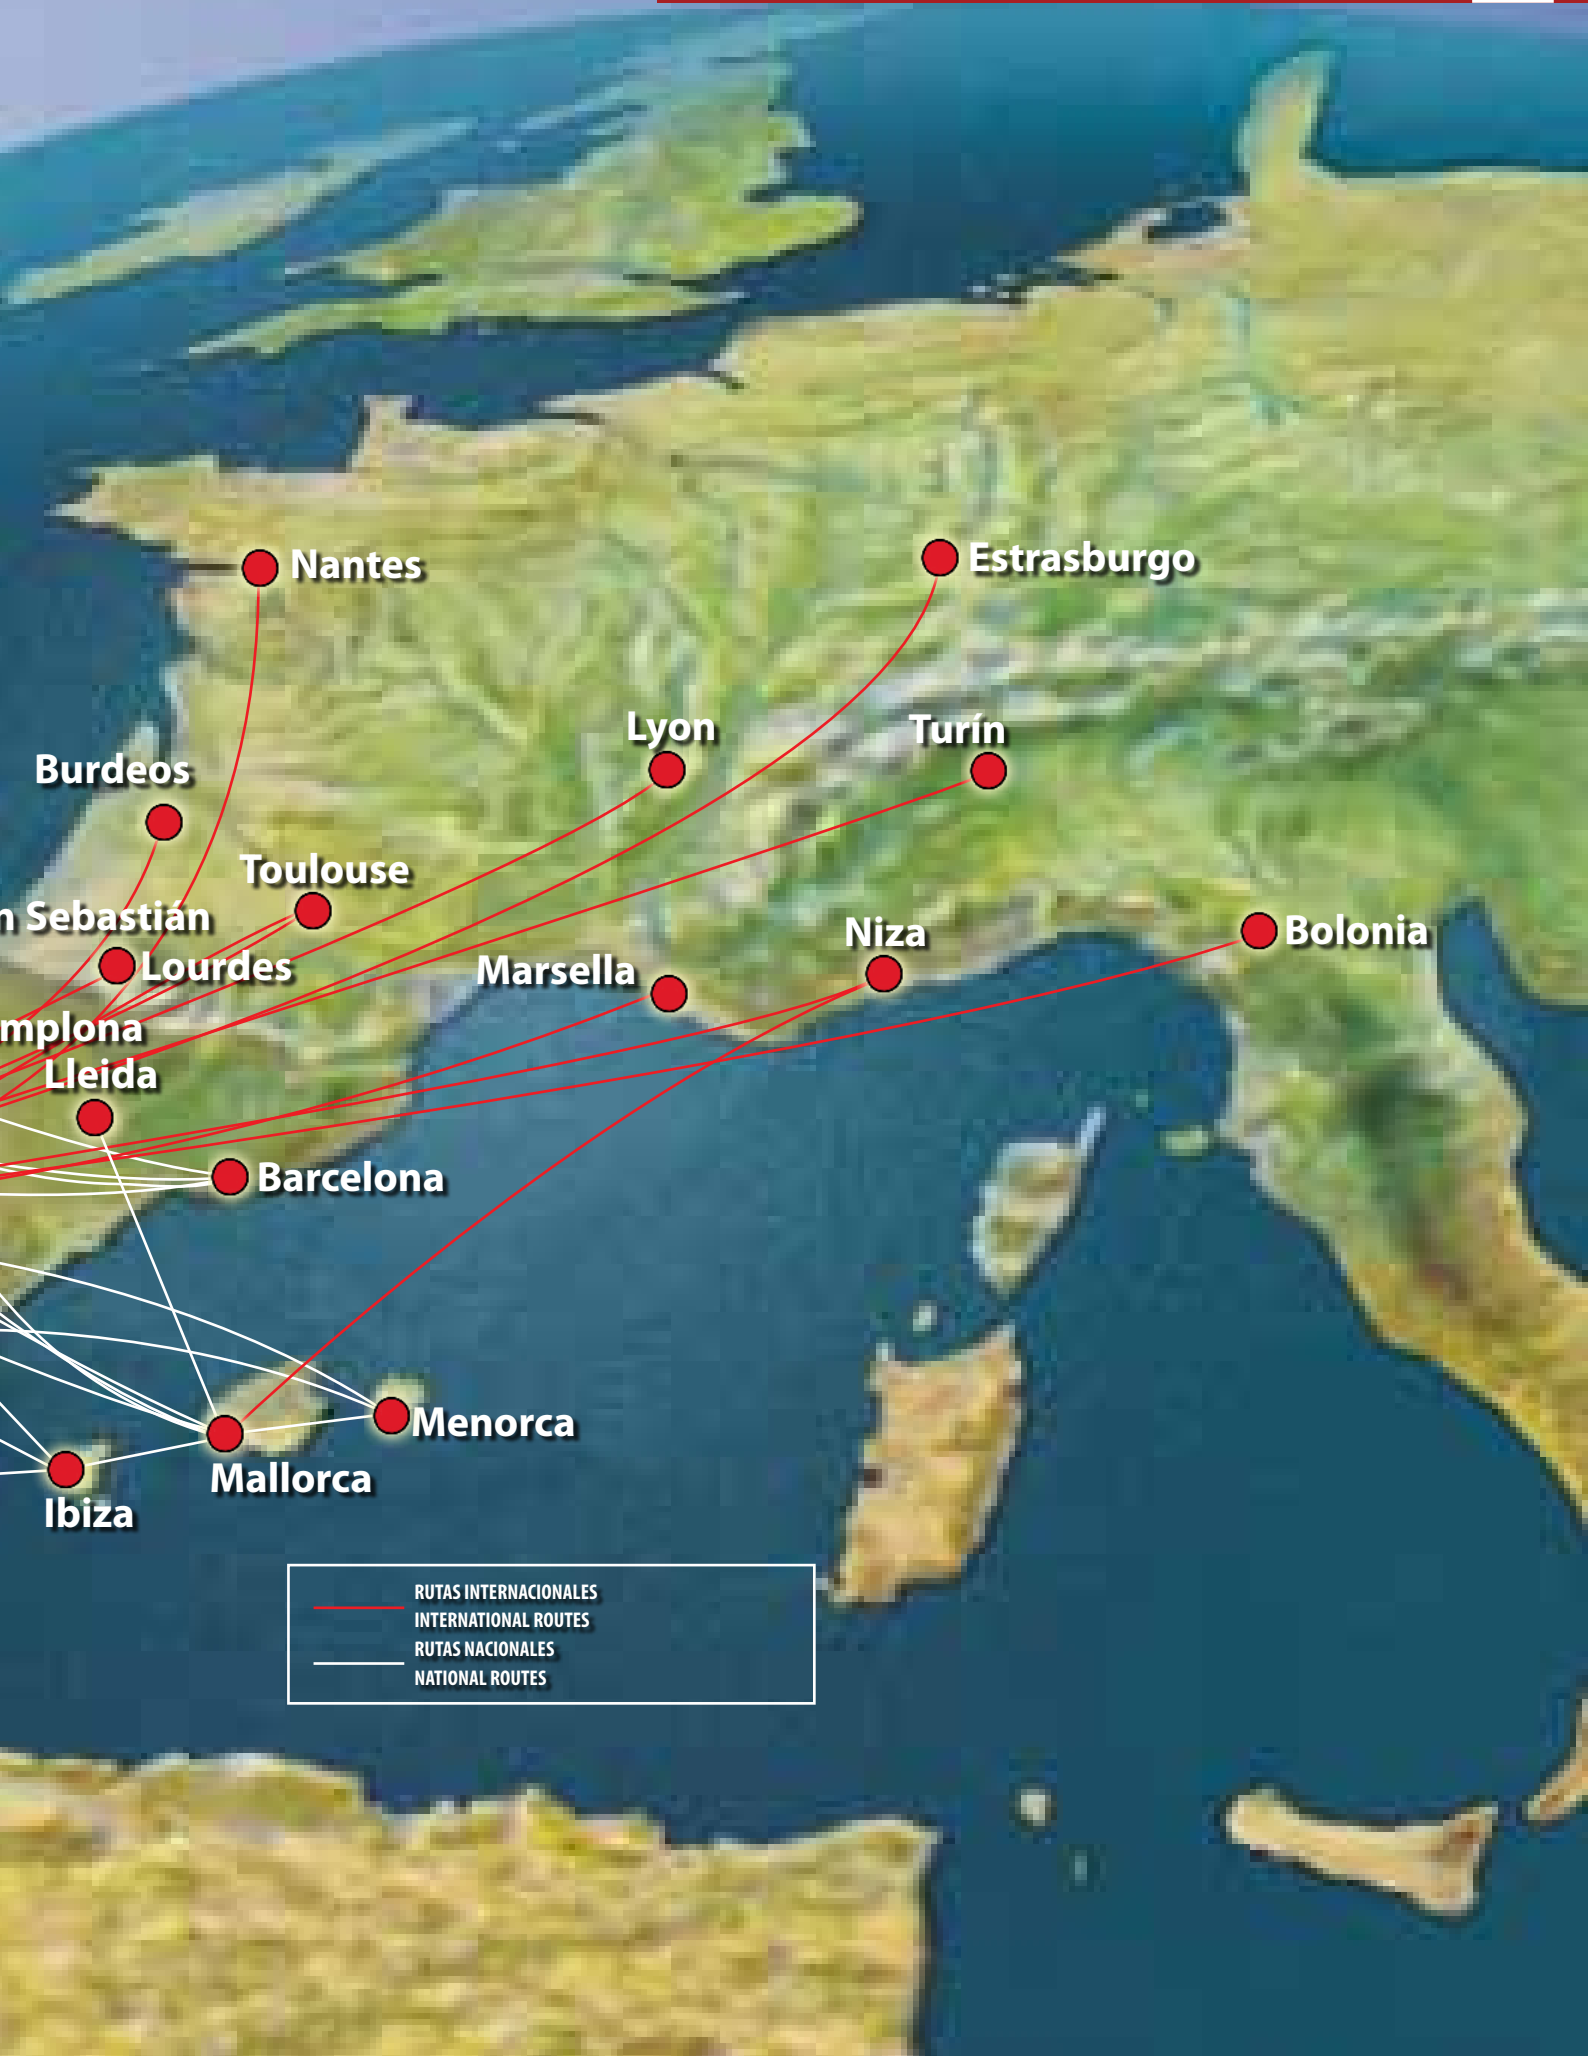 Nantes
Estrasburgo
Lyon
Turín
Burdeos
Toulouse
n Sebastián
Niza
Bolonia
Lourdes
Marsella
mplona
Lleida
Barcelona
Menorca
Mallorca
Ibiza
RUTAS INTERNACIONALES
INTERNATIONAL ROUTES
RUTAS NACIONALES
NATIONAL ROUTES